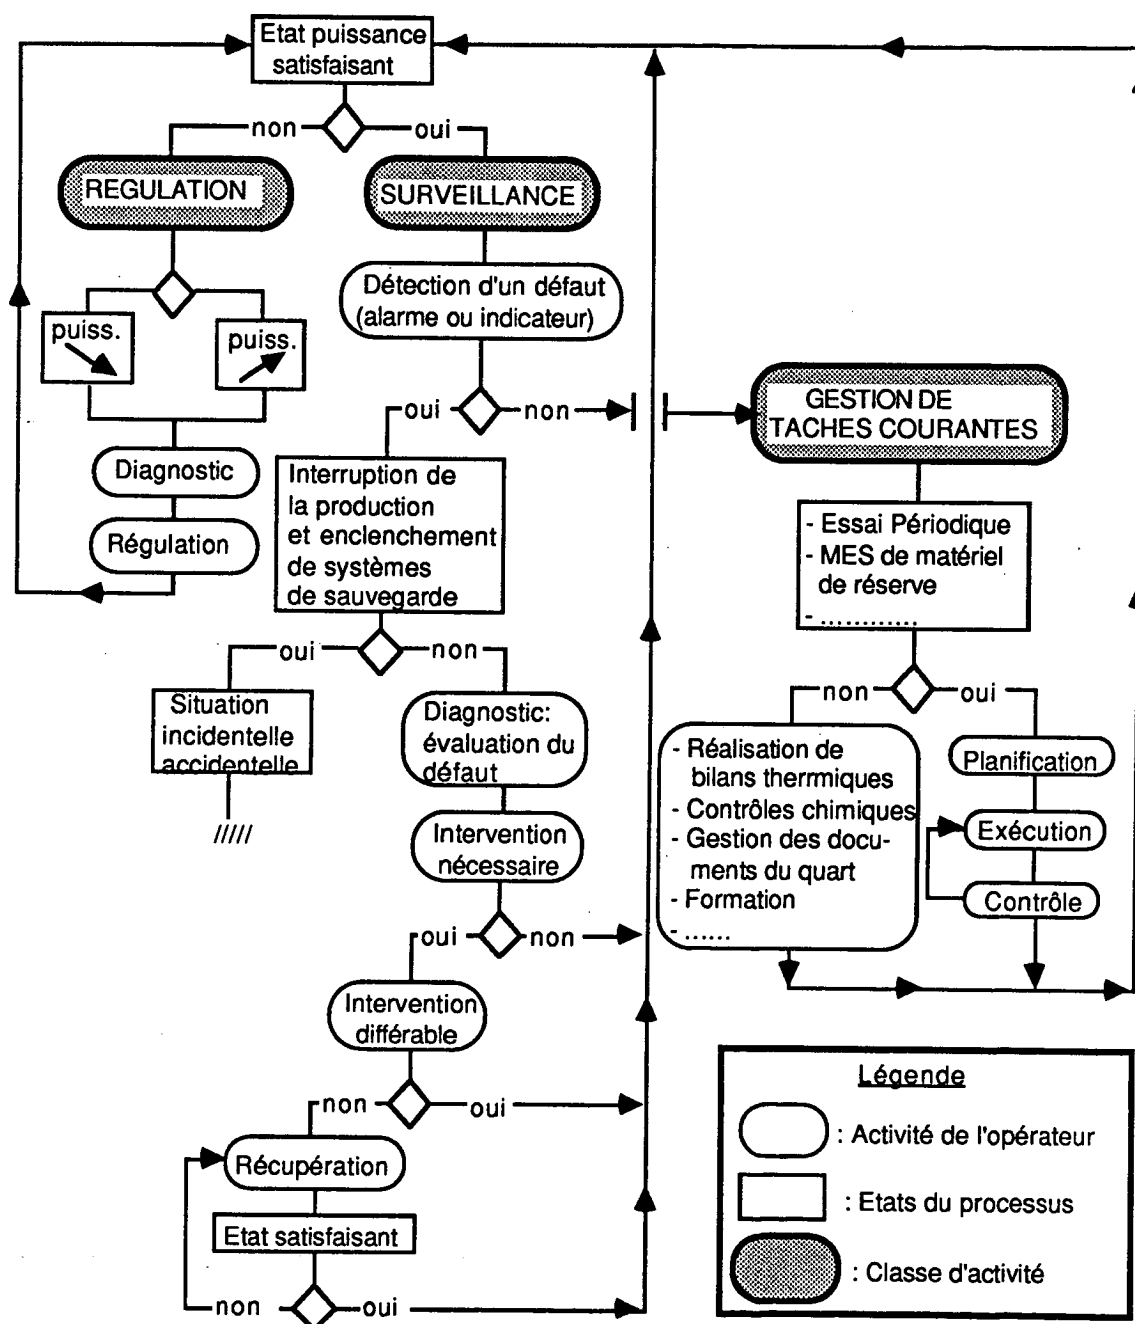 Etat puissance
satisfaisant
non
oui
REGULATION
SURVEILLANCE
Détection d'un défaut
(alarme ou indicateur)
puiss.
puiss.
oui
non
GESTION DE
TACHES COURANTES
Diagnostic
Régulation
Interruption de
la production
et enclenchement
de systèmes
de sauvegarde
- Essai Périodique
- MES de matériel
de réserve
- ............
oui
non
non
oui
Situation
incidentelle
accidentelle
/////
Diagnostic:
évaluation du
défaut
Intervention
nécessaire
- Réalisation de
bilans thermiques
- Contrôles chimiques
- Gestion des docu-
ments du quart
- Formation
- ......
Planification
Exécution
Contrôle
oui
non
Intervention
différable
non
oui
Récupération
Etat satisfaisant
non
oui
Légende
: Activité de l'opérateur
: Etats du processus
: Classe d'activité